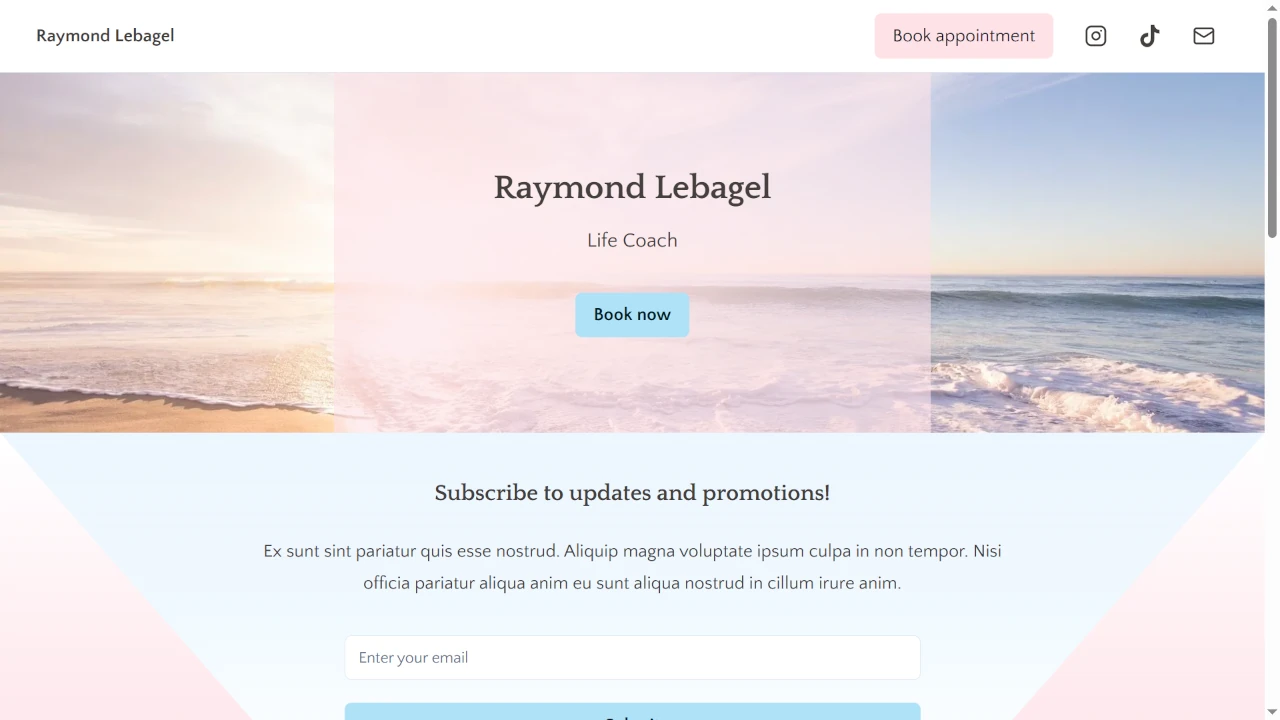 Raymond Lebagel
Book appointment
Raymond Lebagel
Life Coach
Book now
Subscribe to updates and promotions!
Ex sunt sint pariatur quis esse nostrud. Aliquip magna voluptate ipsum culpa in non tempor. Nisi
officia pariatur aliqua anim eu sunt aliqua nostrud in cillum irure anim.
Enter your email